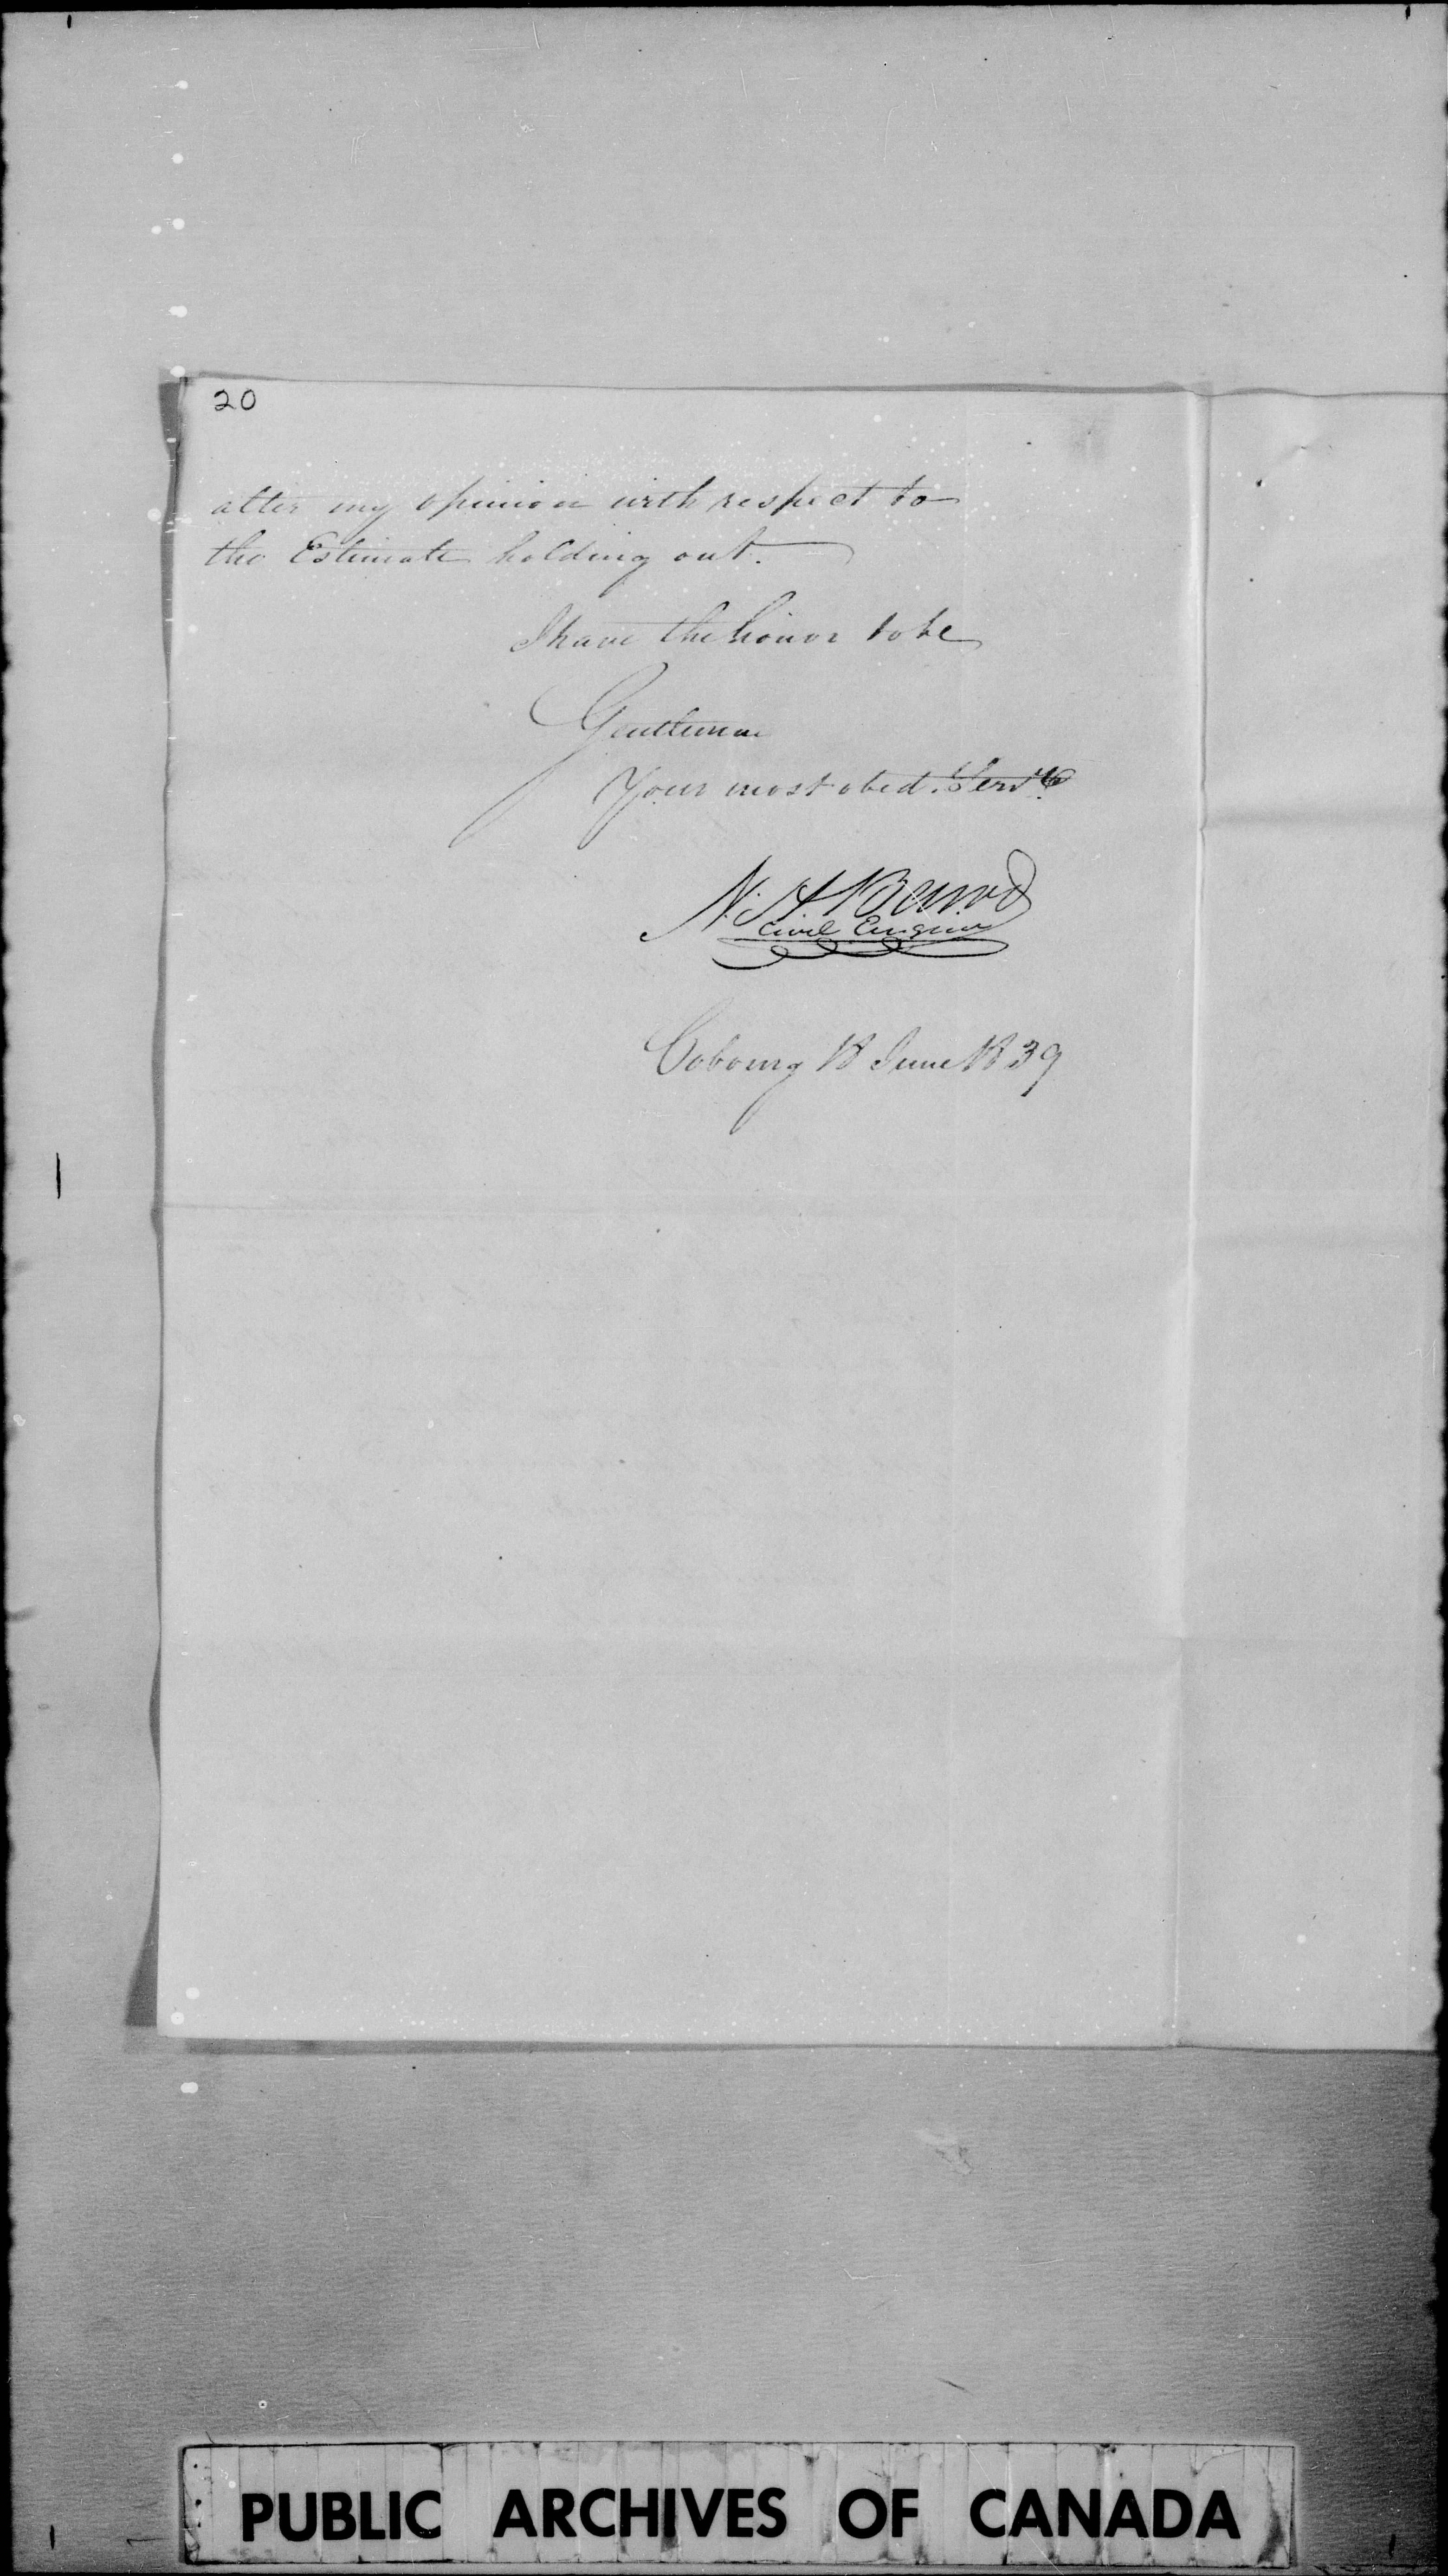 20
alter my opinion with respect to
the Estimate holding out.
I have the honor to be
Gentlemen
Your most obed. Servt.
N. H. Baird
Civil Engineer
Cobourg 18 June 1839
PUBLIC ARCHIVES OF CANADA